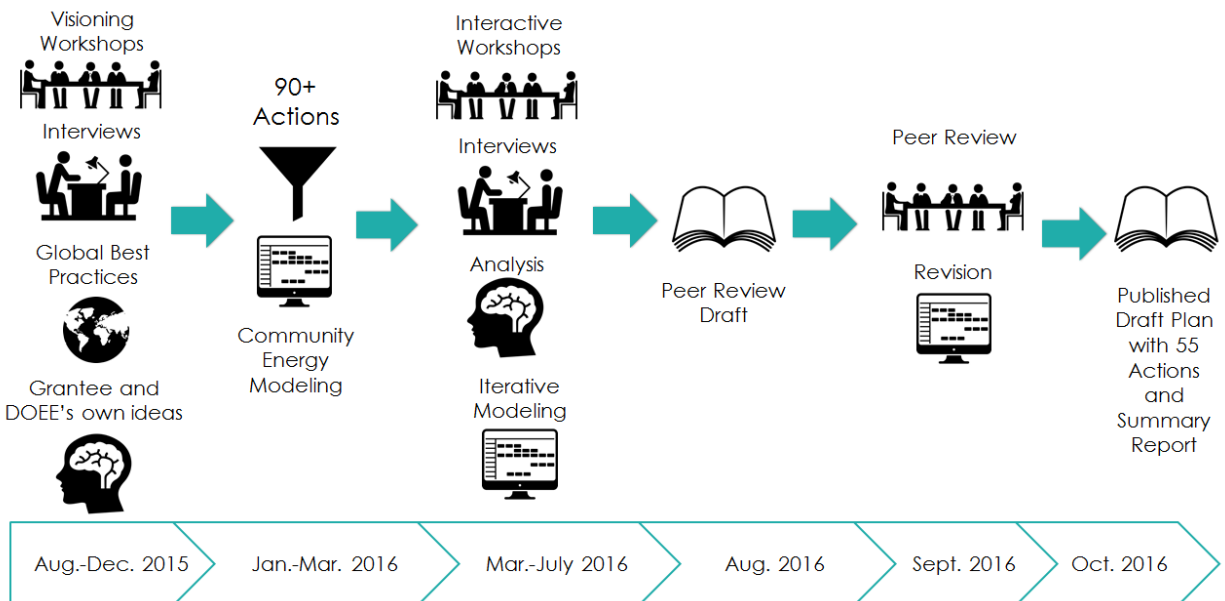 Visioning
Workshops
Interviews
Global Best
Practices
Grantee and
DOEE's own ideas
90+
Actions
Community
Energy
Modeling
Interactive
Workshops
Interviews
Analysis
Iterative
Modeling
Peer Review
Draft
Peer Review
Revision
Published
Draft Plan
with 55
Actions
and
Summary
Report
Aug.-Dec. 2015
Jan.-Mar. 2016
Mar.-July 2016
Aug. 2016
Sept. 2016
Oct. 2016